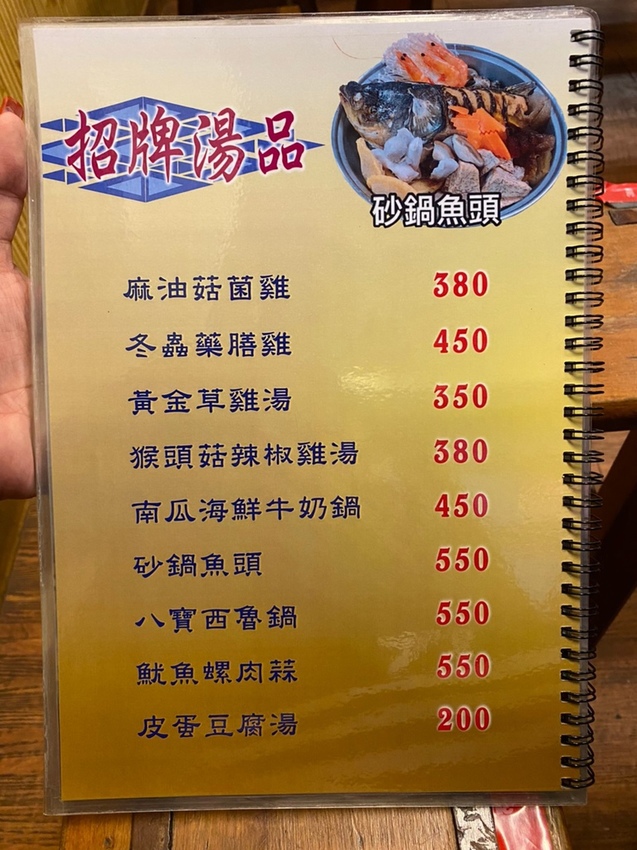 招牌湯品
砂鍋魚頭
麻油菇菌雞 380
冬蟲藥膳雞 450
黃金草雞湯 350
猴頭菇辣椒雞湯 380
南瓜海鮮牛奶鍋 450
砂鍋魚頭 550
八寶西魯鍋 550
魷魚螺肉蒜 550
皮蛋豆腐湯 200